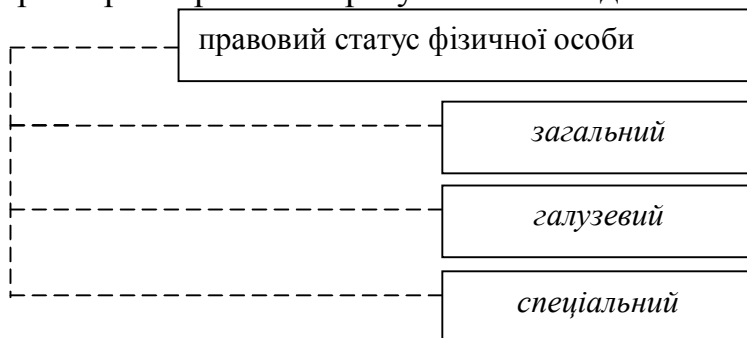 правовий статус фізичної особи
загальний
галузевий
спеціальний